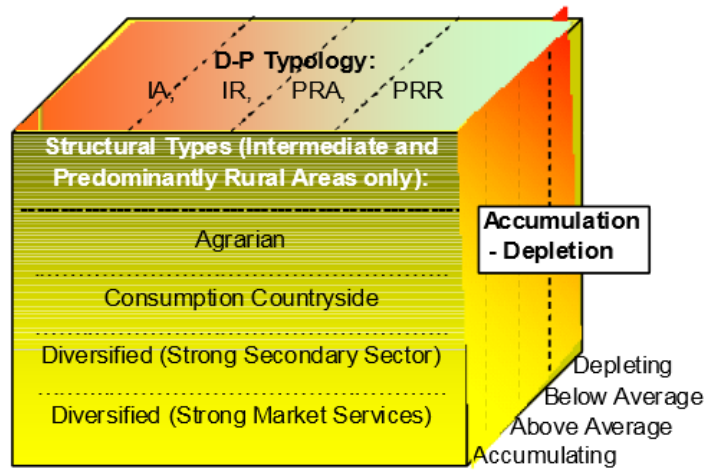 D-P Typology:
IA, IR, PRA, PRR
Structural Types (Intermediate and
Predominantly Rural Areas only):
Agrarian
Consumption Countryside
Diversified (Strong Secondary Sector)
Diversified (Strong Market Services)
Accumulation
- Depletion
Depleting
Below Average
Above Average
Accumulating